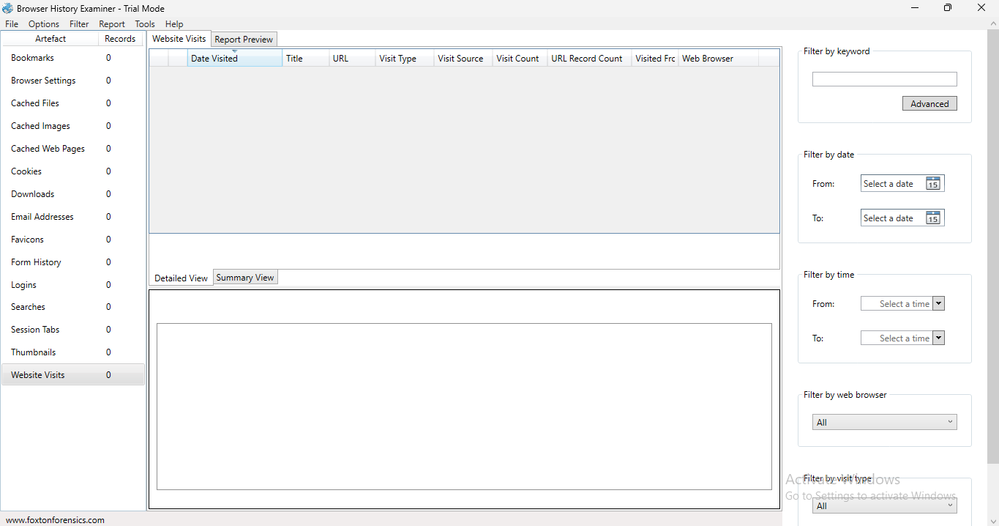 Browser History Examiner - Trial Mode
File Options Filter Report Tools Help
Artefact Records
Bookmarks 0
Browser Settings 0
Cached Files 0
Cached Images 0
Cached Web Pages 0
Cookies 0
Downloads 0
Email Addresses 0
Favicons 0
Form History 0
Logins 0
Searches 0
Session Tabs 0
Thumbnails 0
Website Visits 0
Website Visits Report Preview
Date Visited Title URL Visit Type Visit Source Visit Count URL Record Count Visited Frc Web Browser
Detailed View Summary View
Filter by keyword
Advanced
Filter by date
From: Select a date 15
To: Select a date 15
Filter by time
From: Select a time
To: Select a time
Filter by web browser
All
Filter by visit type
All
Activate Windows
Go to Settings to activate Windows.
www.foxtonforensics.com